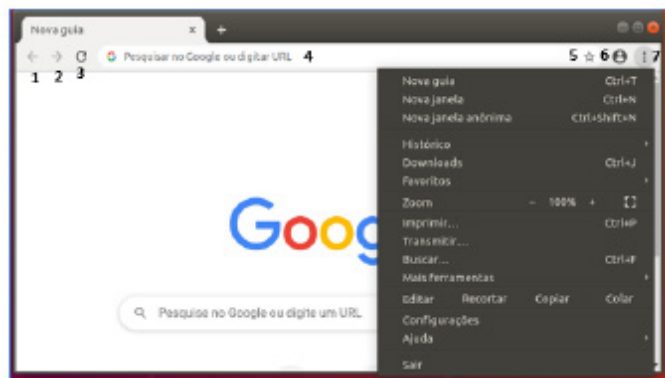 Nova guia × +
Pesquisar no Google ou digitar URL 4 5 6 7
1 2 3
Nova guia Ctrl+T
Nova janela Ctrl+N
Nova janela anônima Ctrl+Shift+N
Histórico
Downloads Ctrl+J
Favoritos
Zoom - 100% +
Imprimir... Ctrl+P
Transmitir...
Buscar... Ctrl+F
Mais ferramentas
Editar Recortar Copiar Colar
Configurações
Ajuda
Sair
Goog
Pesquise no Google ou digite um URL